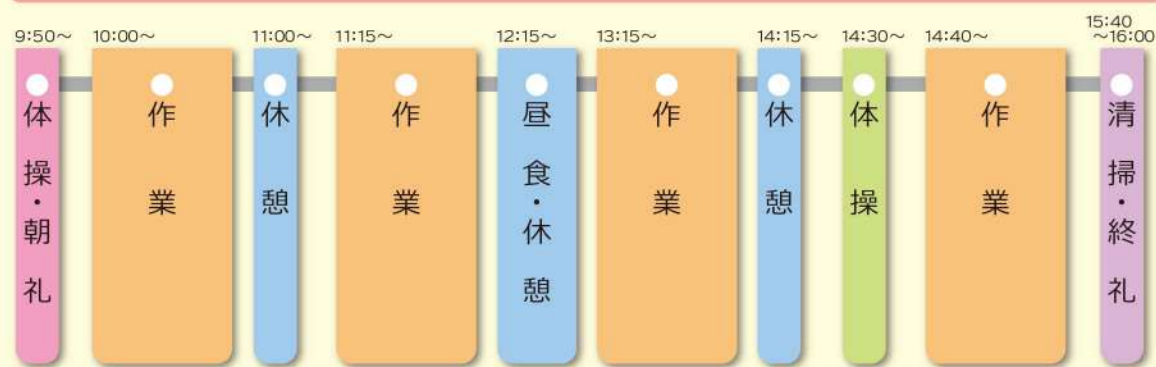 9:50～
体操・朝礼
10:00～
作業
11:00～
休憩
11:15～
作業
12:15～
昼食・休憩
13:15～
作業
14:15～
休憩
14:30～
体操
14:40～
作業
15:40
～16:00
清掃・終礼